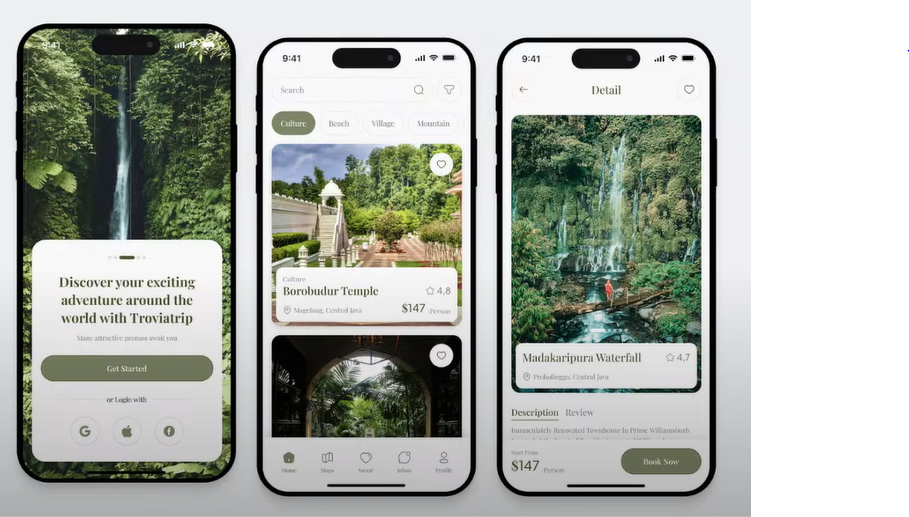 9:41
Discover your exciting
adventure around the
world with Troviatrip
Many attractive promos await you
Get Started
or Login with
9:41
Search
Culture Beach Village Mountain
Culture
Borobudur Temple 4,8
Magelang, Central Java $147 /Person
Home Maps Saved Inbox Profile
9:41
Detail
Madakaripura Waterfall 4,7
Probolinggo, Central Java
Description Review
Immaculately Renovated Townhouse In Prime Williamsburh
Start From
$147 /Person
Book Now